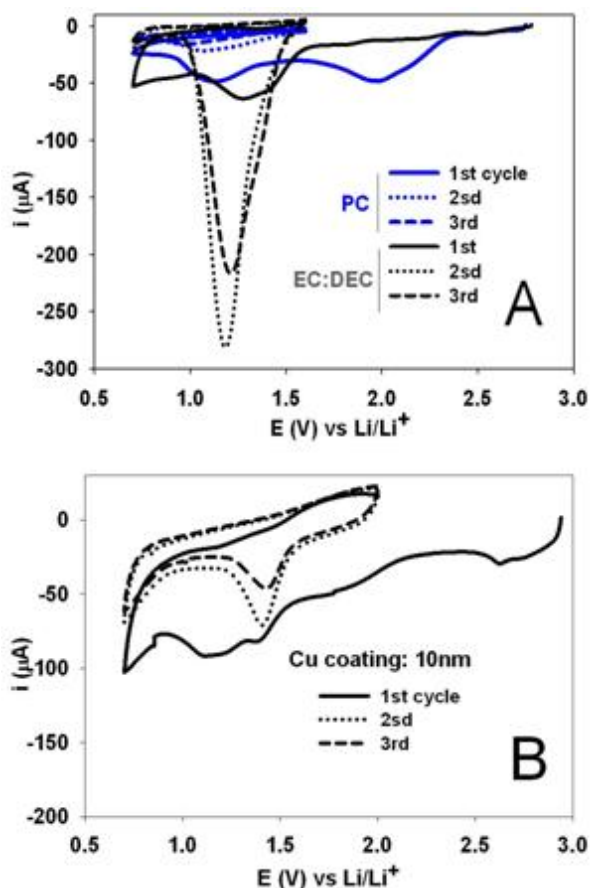 0
-50
-100
-150
-200
-250
-300
i (µA)
PC
1st cycle
2sd
3rd
EC:DEC
1st
2sd
3rd
A
0.5 1.0 1.5 2.0 2.5 3.0
E (V) vs Li/Li⁺
0
-50
-100
-150
-200
i (µA)
Cu coating: 10nm
1st cycle
2sd
3rd
B
0.5 1.0 1.5 2.0 2.5 3.0
E (V) vs Li/Li⁺